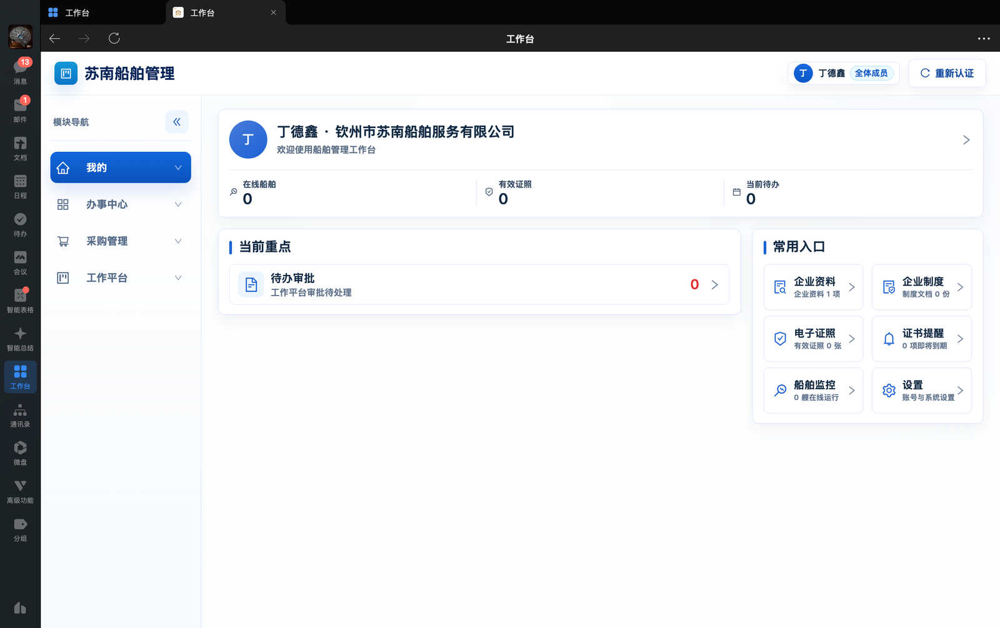 工作台
工作台
工作台
13
消息
1
邮件
文档
日程
待办
会议
智能表格
智能总结
工作台
通讯录
微盘
高级功能
分组
苏南船舶管理
丁
丁德鑫
全体成员
重新认证
模块导航
我的
办事中心
采购管理
工作平台
丁
丁德鑫 · 钦州市苏南船舶服务有限公司
欢迎使用船舶管理工作台
在线船舶
0
有效证照
0
当前待办
0
当前重点
待办审批
工作平台审批待处理
0
常用入口
企业资料
企业资料 1 项
企业制度
制度文档 0 份
电子证照
有效证照 0 张
证书提醒
0 项即将到期
船舶监控
0 艘在线运行
设置
账号与系统设置